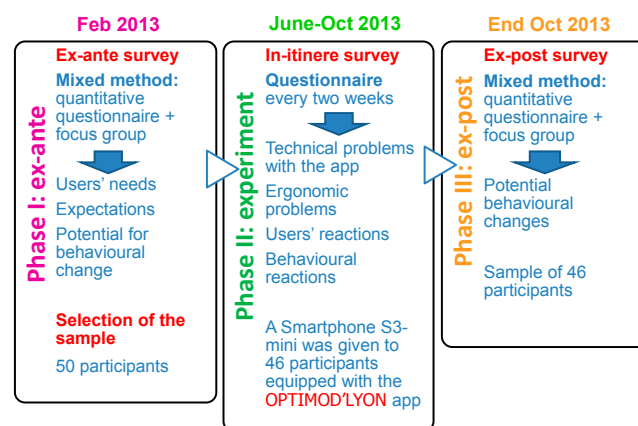 Feb 2013
Phase I: ex-ante
Ex-ante survey
Mixed method:
quantitative
questionnaire +
focus group
Users' needs
Expectations
Potential for
behavioural
change
Selection of the
sample
50 participants
June-Oct 2013
Phase II: experiment
In-itinere survey
Questionnaire
every two weeks
Technical problems
with the app
Ergonomic
problems
Users' reactions
Behavioural
reactions
A Smartphone S3-
mini was given to
46 participants
equipped with the
OPTIMOD'LYON app
End Oct 2013
Phase III: ex-post
Ex-post survey
Mixed method:
quantitative
questionnaire +
focus group
Potential
behavioural
changes
Sample of 46
participants